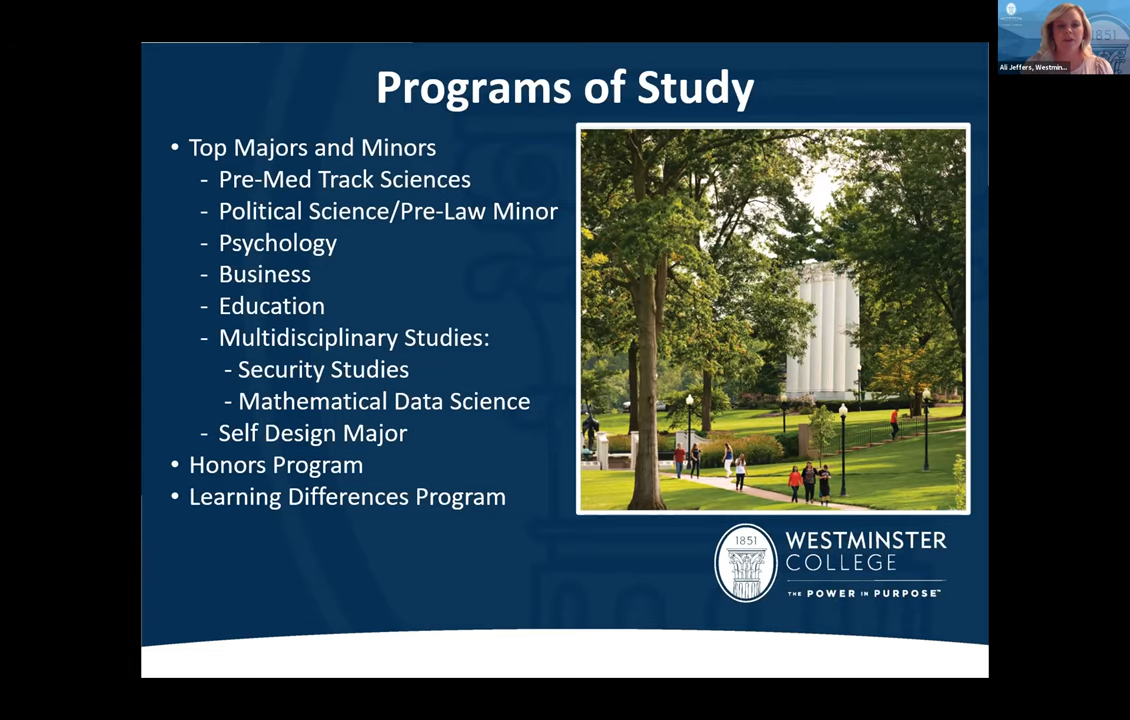 Programs of Study
• Top Majors and Minors
- Pre-Med Track Sciences
- Political Science/Pre-Law Minor
- Psychology
- Business
- Education
- Multidisciplinary Studies:
- Security Studies
- Mathematical Data Science
- Self Design Major
• Honors Program
• Learning Differences Program
1851
WESTMINSTER
COLLEGE
THE POWER IN PURPOSE™
1851
Ali Jeffers, Westmin...